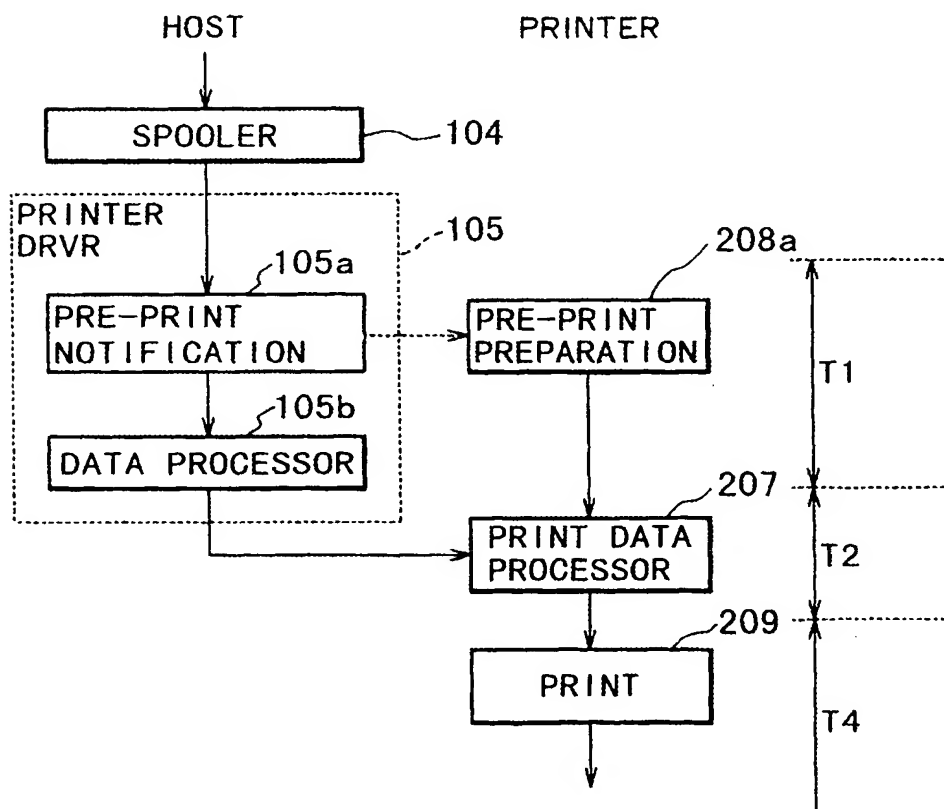 HOST
PRINTER
SPOOLER
104
PRINTER
DRVR
105
105a
208a
PRE-PRINT
NOTIFICATION
PRE-PRINT
PREPARATION
T1
105b
DATA PROCESSOR
207
PRINT DATA
PROCESSOR
T2
209
PRINT
T4